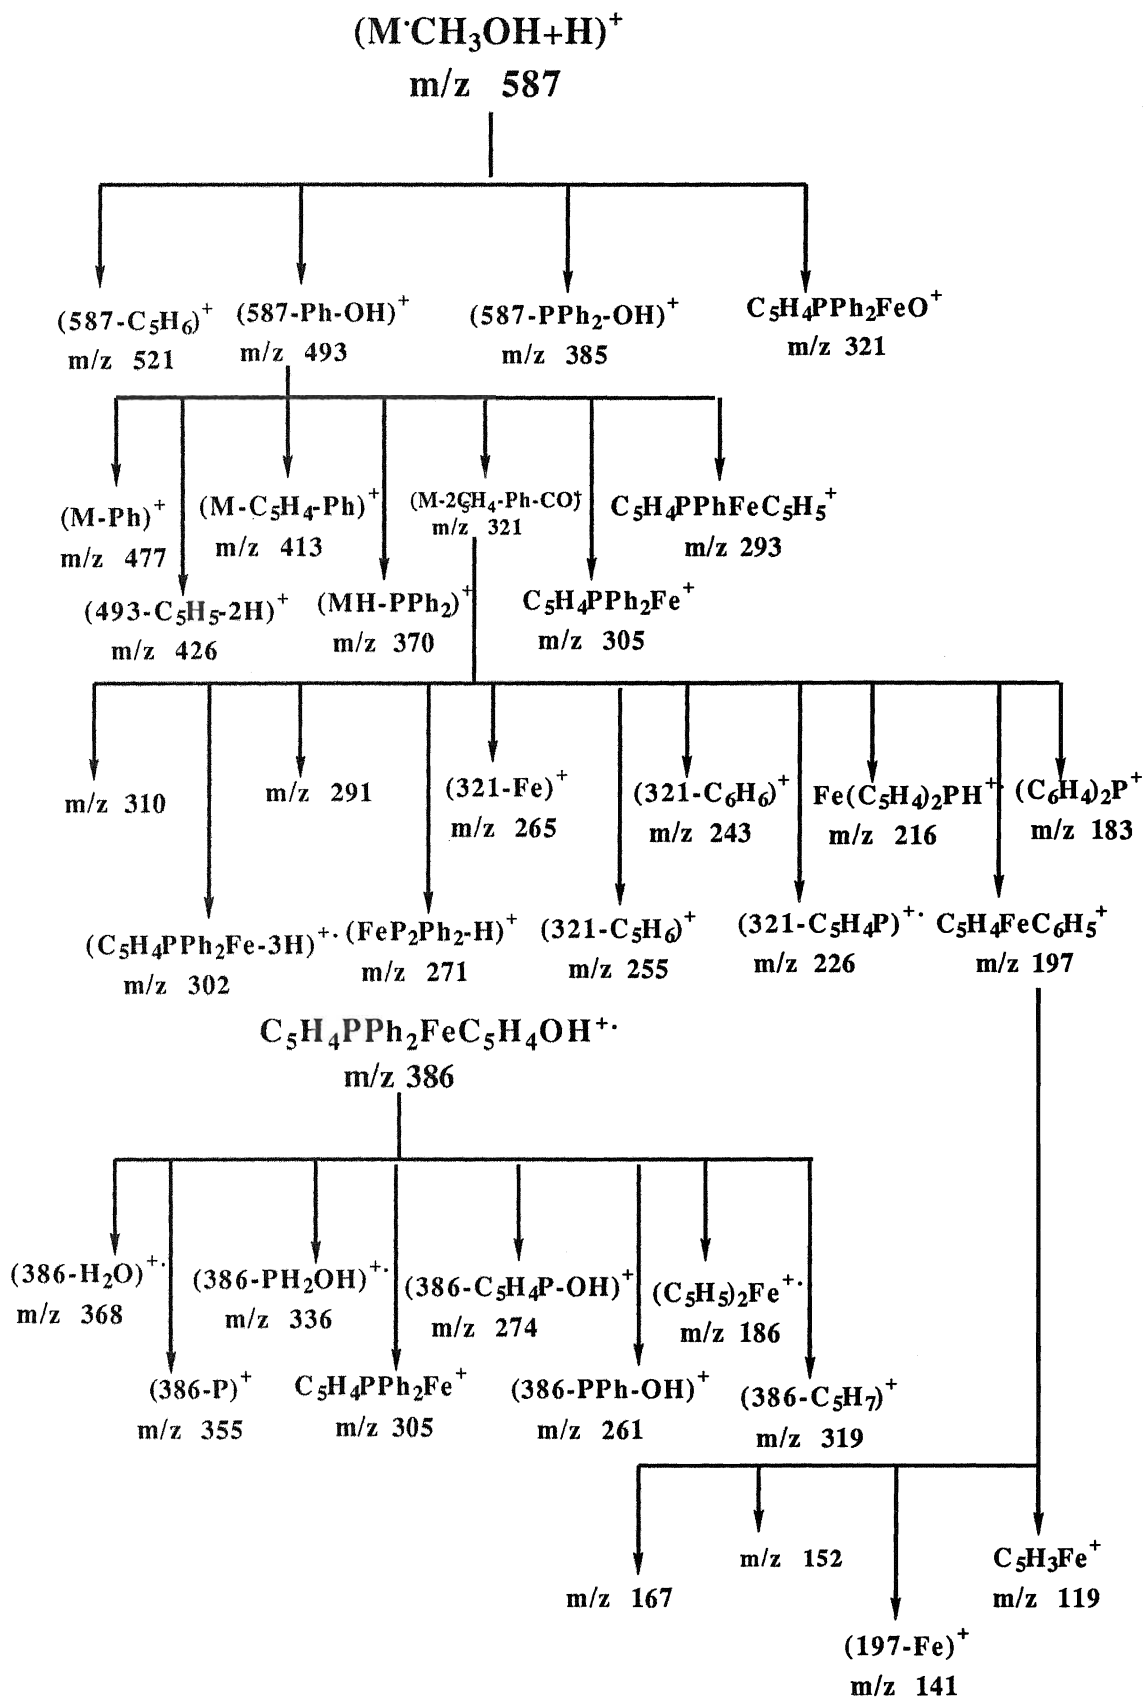 (M·CH₃OH+H)⁺
m/z 587
(587-C₅H₆)⁺
m/z 521
(587-Ph-OH)⁺
m/z 493
(587-PPh₂-OH)⁺
m/z 385
C₅H₄PPh₂FeO⁺
m/z 321
(M-Ph)⁺
m/z 477
(493-C₅H₅-2H)⁺
m/z 426
(M-C₅H₄-Ph)⁺
m/z 413
(MH-PPh₂)⁺
m/z 370
(M-2C₅H₄-Ph-CO)⁺
m/z 321
C₅H₄PPh₂Fe⁺
m/z 305
C₅H₄PPhFeC₅H₅⁺
m/z 293
m/z 310
(C₅H₄PPh₂Fe-3H)⁺·
m/z 302
m/z 291
(FeP₂Ph₂-H)⁺
m/z 271
(321-Fe)⁺
m/z 265
(321-C₅H₆)⁺
m/z 255
(321-C₆H₆)⁺
m/z 243
(321-C₅H₄P)⁺·
m/z 226
Fe(C₅H₄)₂PH⁺·
m/z 216
C₅H₄FeC₆H₅⁺
m/z 197
(C₆H₄)₂P⁺
m/z 183
C₅H₄PPh₂FeC₅H₄OH⁺·
m/z 386
(386-H₂O)⁺·
m/z 368
(386-P)⁺
m/z 355
(386-PH₂OH)⁺·
m/z 336
C₅H₄PPh₂Fe⁺
m/z 305
(386-C₅H₄P-OH)⁺
m/z 274
(386-PPh-OH)⁺
m/z 261
(C₅H₅)₂Fe⁺·
m/z 186
(386-C₅H₇)⁺
m/z 319
m/z 167
m/z 152
(197-Fe)⁺
m/z 141
C₅H₃Fe⁺
m/z 119